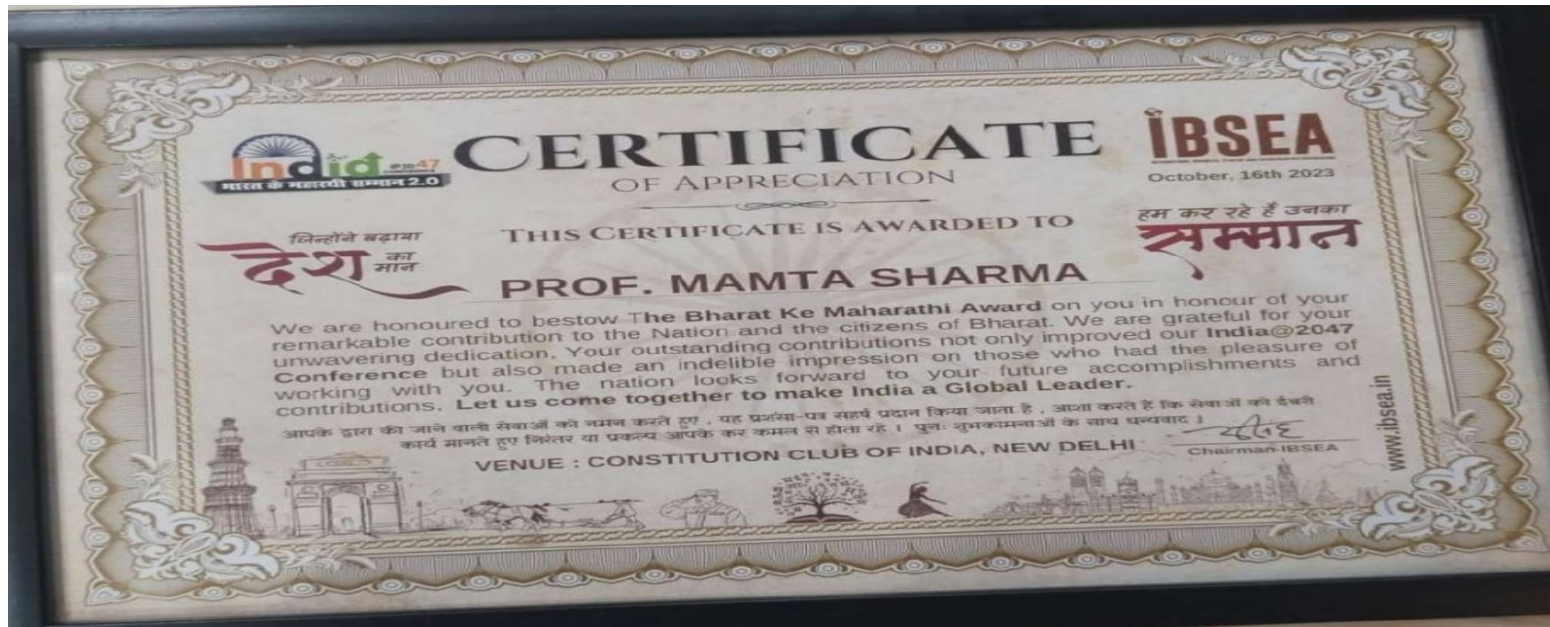 India @2047
भारत के महारथी सम्मान 2.0
CERTIFICATE
OF APPRECIATION
IBSEA
October, 16th 2023
जिन्होंने बढ़ाया
देश का मान
हम कर रहे हैं उनका
सम्मान
THIS CERTIFICATE IS AWARDED TO
PROF. MAMTA SHARMA
We are honoured to bestow The Bharat Ke Maharathi Award on you in honour of your
remarkable contribution to the Nation and the citizens of Bharat. We are grateful for your
unwavering dedication. Your outstanding contributions not only improved our India@2047
Conference but also made an indelible impression on those who had the pleasure of
working with you. The nation looks forward to your future accomplishments and
contributions. Let us come together to make India a Global Leader.
आपके द्वारा की जाने वाली सेवाओं को नमन करते हुए , यह प्रशंसा-पत्र सहर्ष प्रदान किया जाता है , आशा करते हैं कि सेवाओं को ईश्वरी
कार्य मानते हुए निरंतर या प्रकल्प आपके कर कमल से होता रहे । पुनः शुभकामनाओं के साथ धन्यवाद ।
VENUE : CONSTITUTION CLUB OF INDIA, NEW DELHI
Chairman-IBSEA
www.ibsea.in